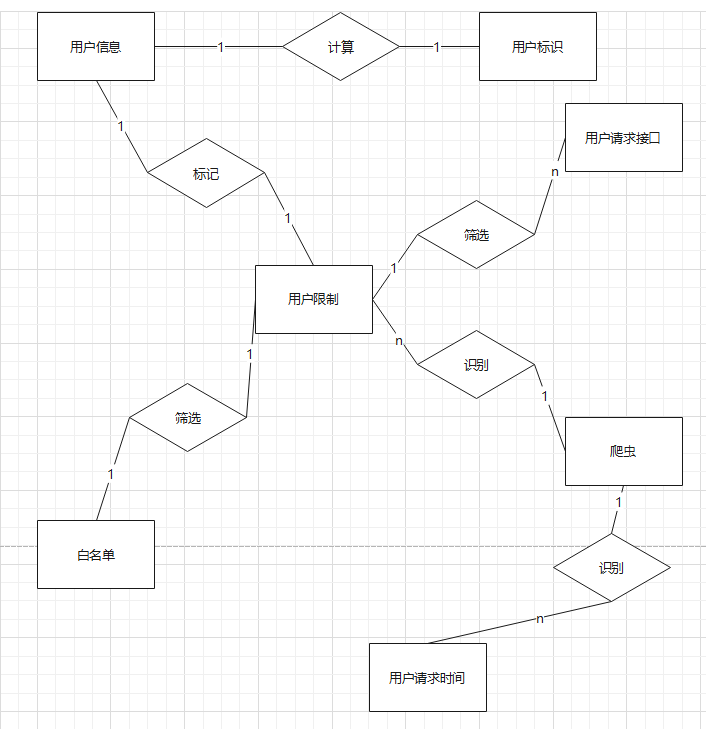 用户信息
1
计算
1
用户标识
用户请求接口
1
标记
n
1
筛选
1
用户限制
n
1
识别
1
筛选
爬虫
1
1
白名单
识别
n
用户请求时间